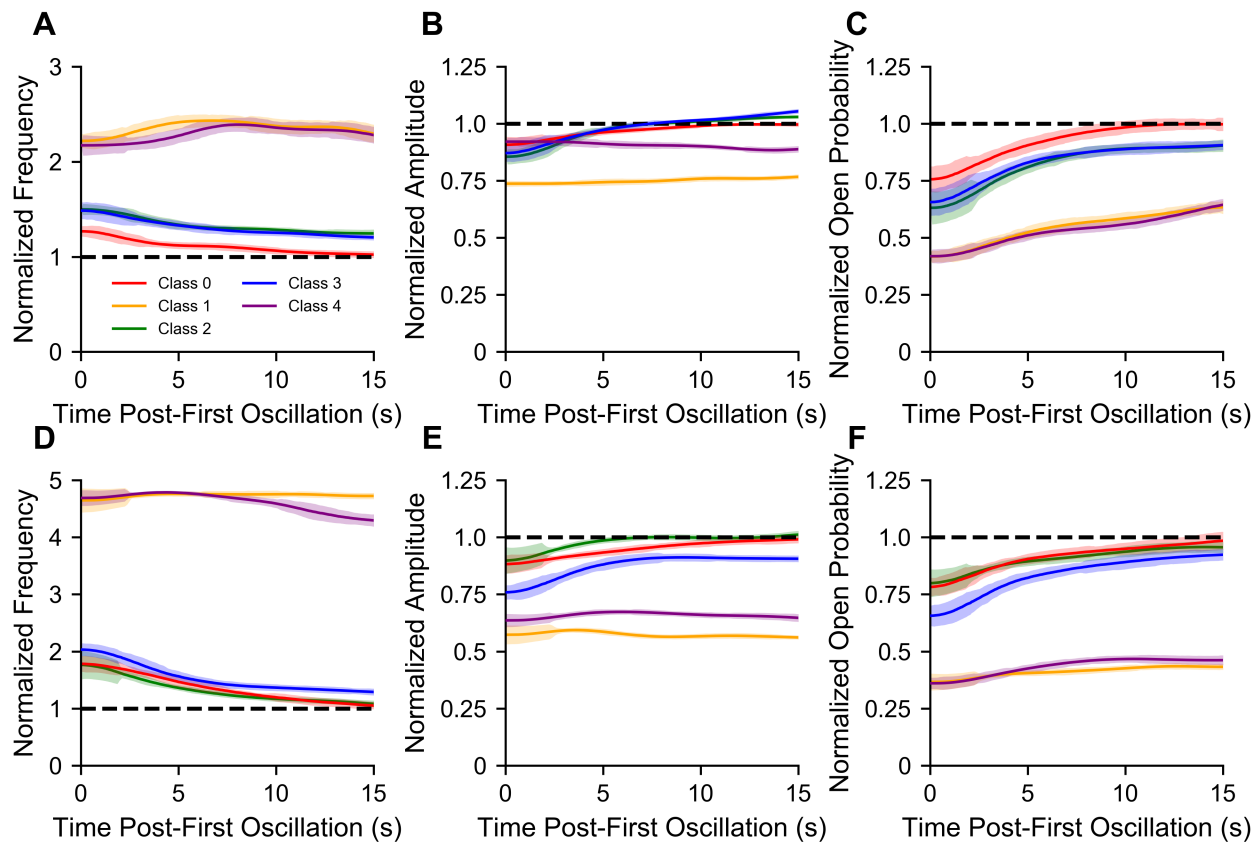 A
B
C
Normalized Frequency
3
2
1
0
Class 0
Class 1
Class 2
Class 3
Class 4
0
5
10
15
Time Post-First Oscillation (s)
Normalized Amplitude
1.25
1.0
0.75
0.5
0.25
0
0
5
10
15
Time Post-First Oscillation (s)
Normalized Open Probability
1.25
1.0
0.75
0.5
0.25
0
0
5
10
15
Time Post-First Oscillation (s)
D
E
F
Normalized Frequency
5
4
3
2
1
0
0
5
10
15
Time Post-First Oscillation (s)
Normalized Amplitude
1.25
1.0
0.75
0.5
0.25
0
0
5
10
15
Time Post-First Oscillation (s)
Normalized Open Probability
1.25
1.0
0.75
0.5
0.25
0
0
5
10
15
Time Post-First Oscillation (s)